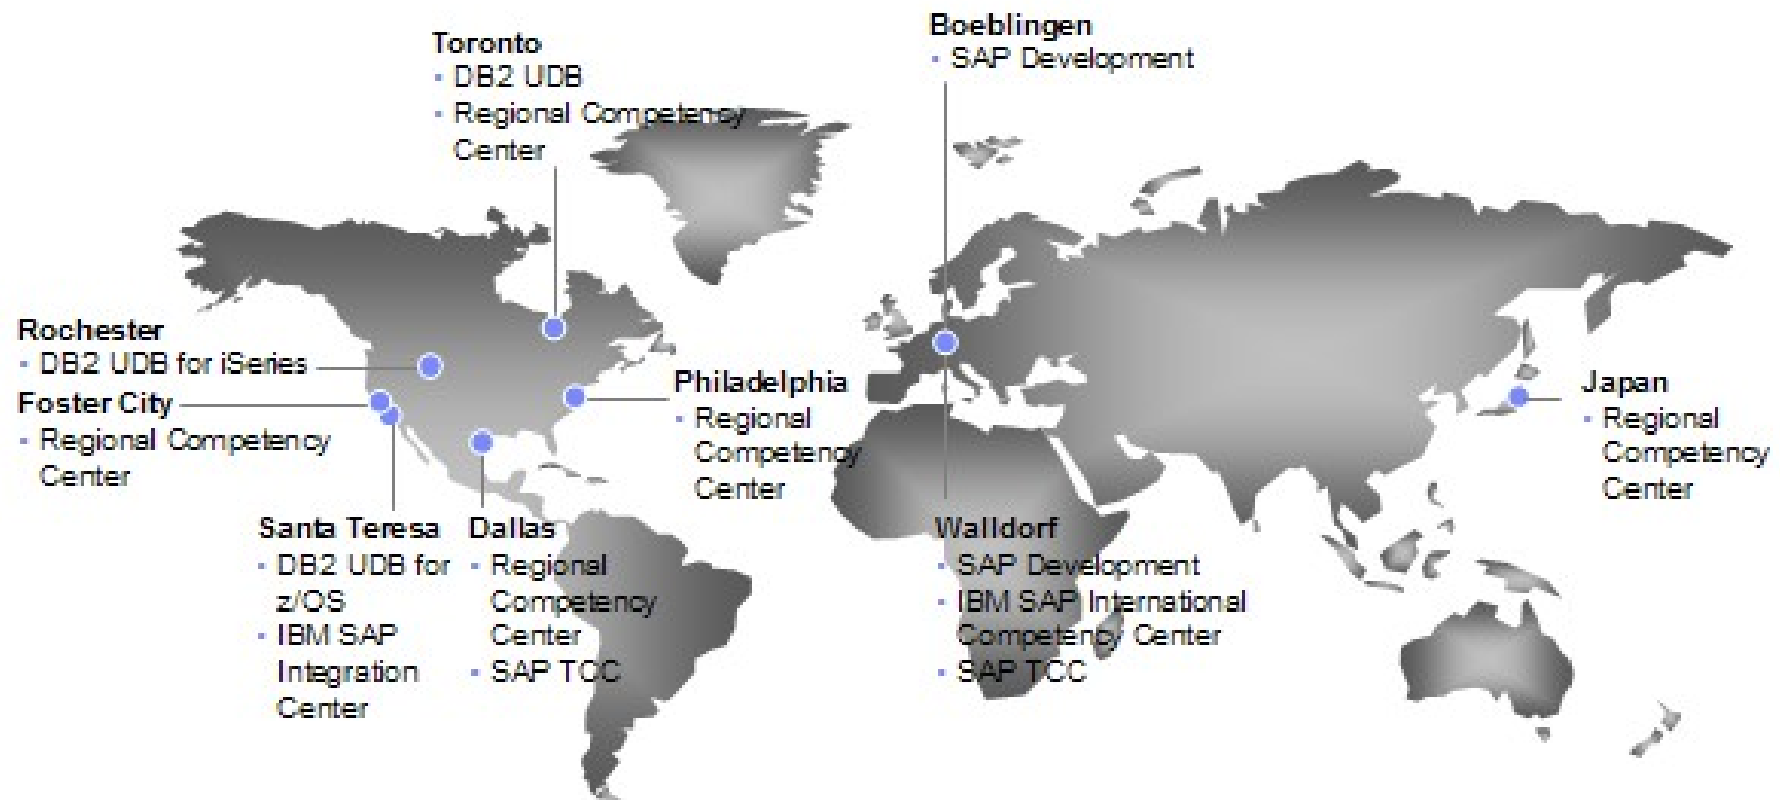 Toronto
• DB2 UDB
• Regional Competency
Center
Boeblingen
• SAP Development
Rochester
• DB2 UDB for iSeries
Foster City
• Regional Competency
Center
Santa Teresa
• DB2 UDB for
z/OS
• IBM SAP
Integration
Center
Dallas
• Regional
Competency
Center
• SAP TCC
Philadelphia
• Regional
Competency
Center
Walldorf
• SAP Development
• IBM SAP International
Competency Center
• SAP TCC
Japan
• Regional
Competency
Center